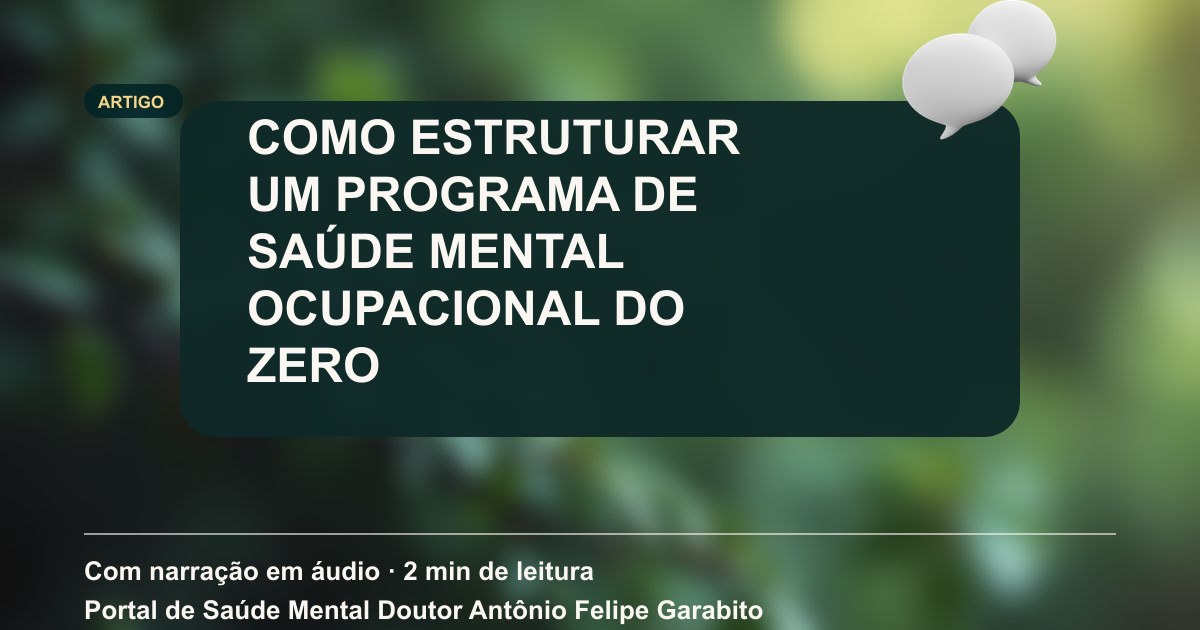 ARTIGO
COMO ESTRUTURAR
UM PROGRAMA DE
SAÚDE MENTAL
OCUPACIONAL DO
ZERO
Com narração em áudio · 2 min de leitura
Portal de Saúde Mental Doutor Antônio Felipe Garabito